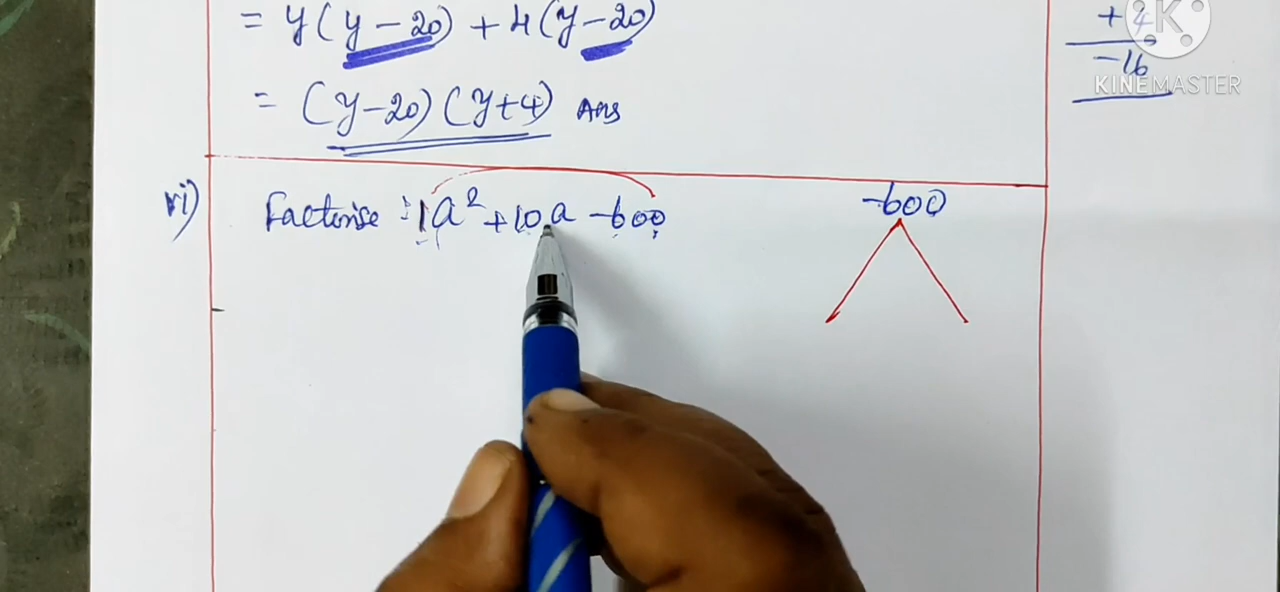 = y(y-20) + 4(y-20)
= (y-20)(y+4) Ans
+4
-16
KINEMASTER
vi) Factorise : 1a² + 10a - 600
-600